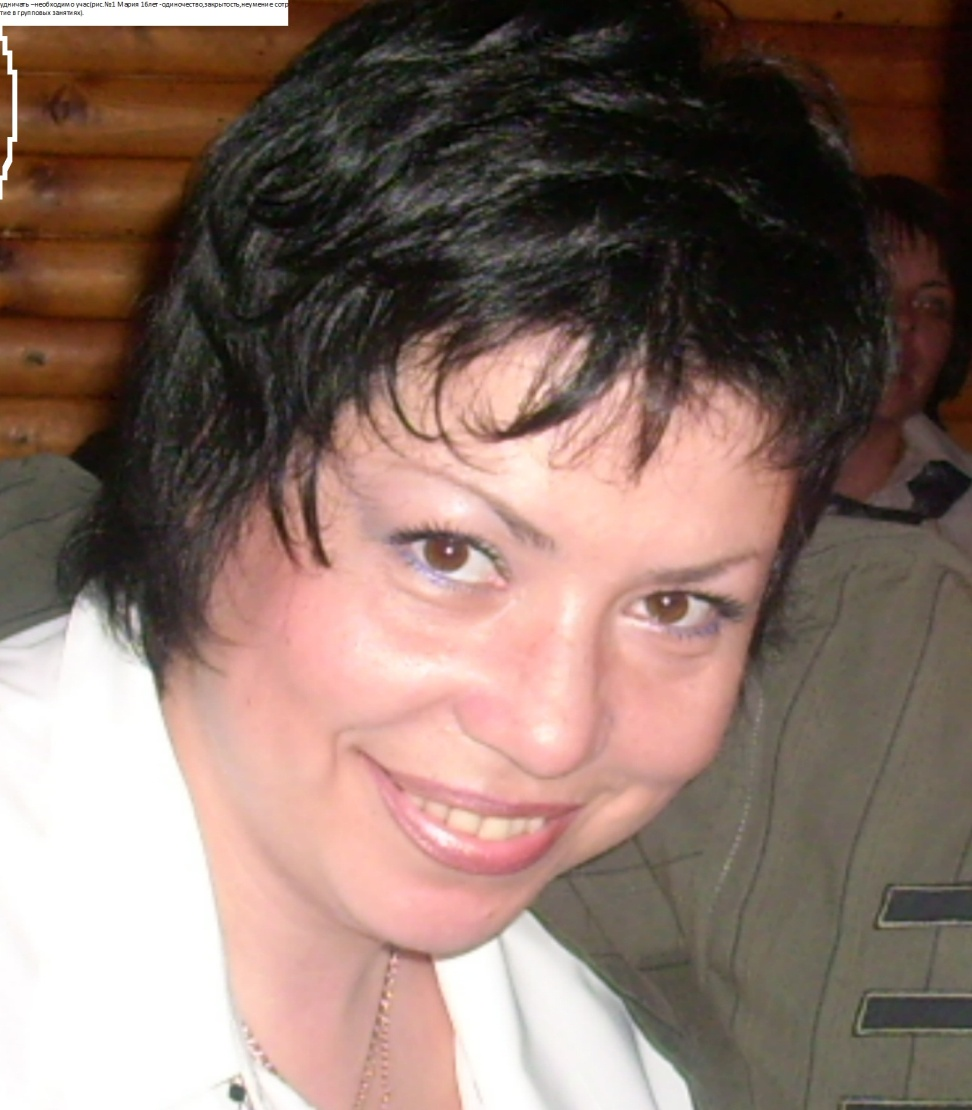 удничать –необходимо учас(рис.№1 Мария 16лет -одиночество,закрытость,неумение сотр
тие в групповых занятиях).